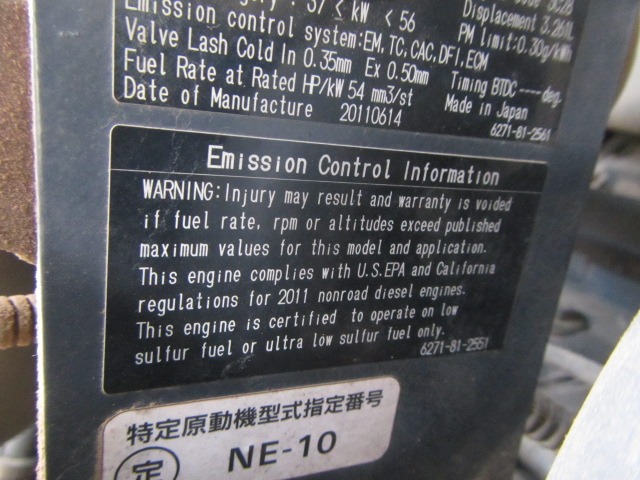 : 37 ≤ kW < 56
Displacement 3.26
Emission control system:EM,TC,CAC,DFI,ECM
PM limit:0.30g/kWh
Valve Lash Cold In 0.35mm Ex 0.50mm
Fuel Rate at Rated HP/kW 54 mm3/st
Timing BTDC ----deg.
Date of Manufacture 20110614
Made in Japan
6271-81-2561
Emission Control Information
WARNING:Injury may result and warranty is voided
if fuel rate, rpm or altitudes exceed published
maximum values for this model and application.
This engine complies with U.S.EPA and California
regulations for 2011 nonroad diesel engines.
This engine is certified to operate on low
sulfur fuel or ultra low sulfur fuel only.
6271-81-2551
特定原動機型式指定番号
定 NE-10